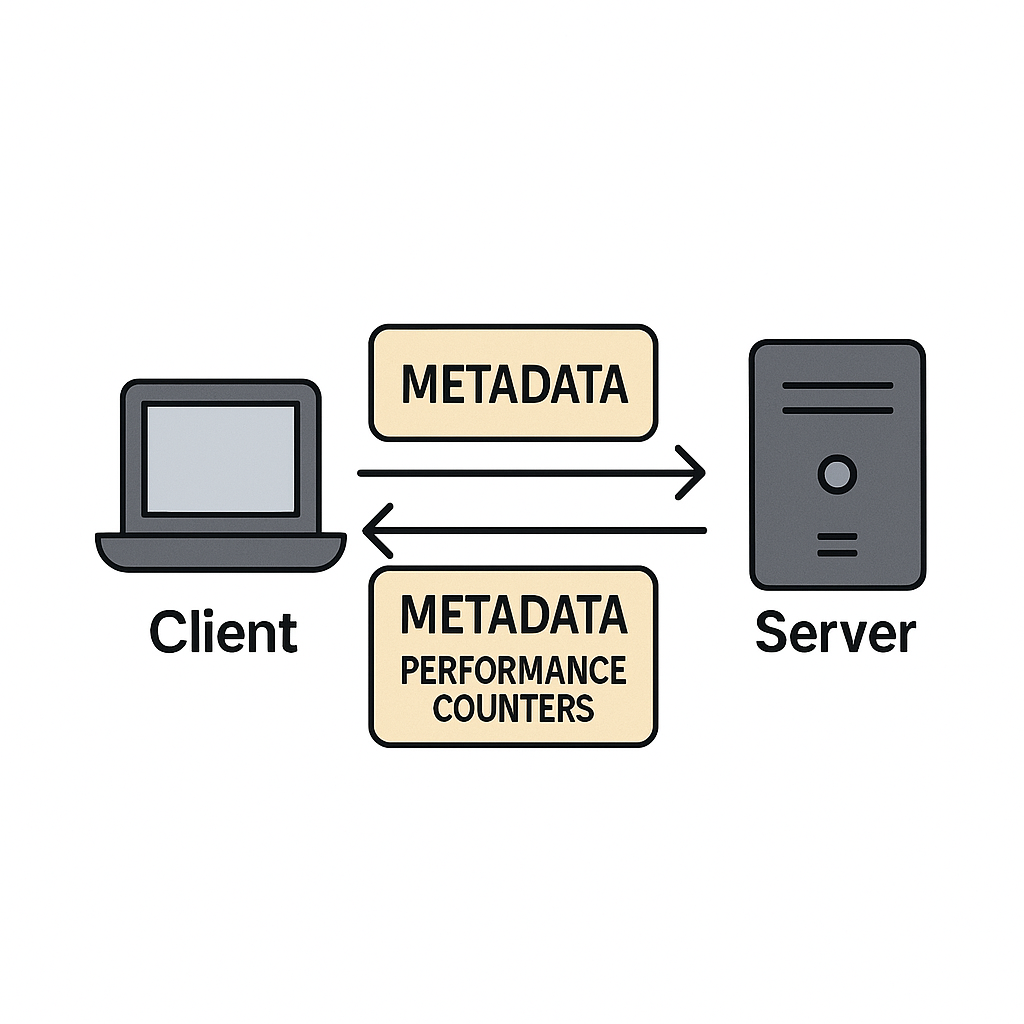 METADATA
METADATA
PERFORMANCE
COUNTERS
Client
Server